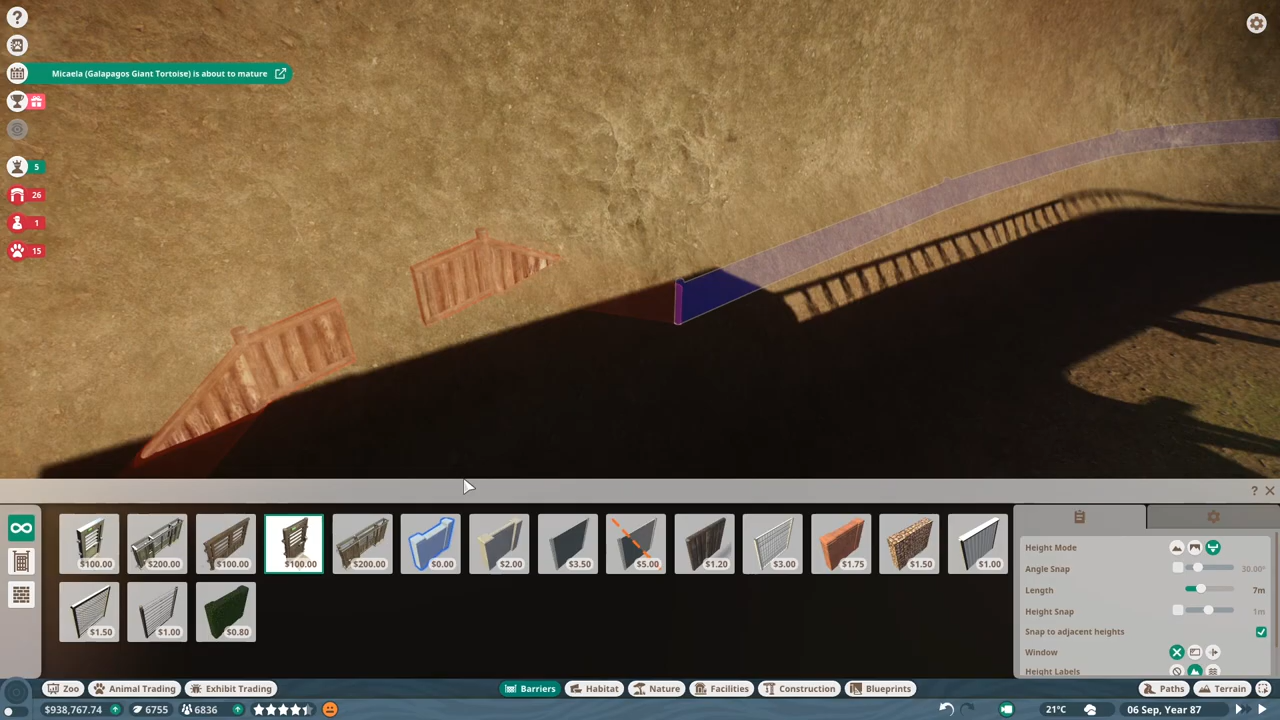 ?
Micaela (Galapagos Giant Tortoise) is about to mature
5
26
1
15
?
$100.00
$200.00
$100.00
$100.00
$200.00
$0.00
$2.00
$3.50
$5.00
$1.20
$3.00
$1.75
$1.50
$1.00
$1.50
$1.00
$0.80
Height Mode
Angle Snap 30.00°
Length 7m
Height Snap 1m
Snap to adjacent heights
Window
Height Labels
Zoo
Animal Trading
Exhibit Trading
Barriers
Habitat
Nature
Facilities
Construction
Blueprints
Paths
Terrain
$938,767.74
6755
6836
21°C
06 Sep, Year 87